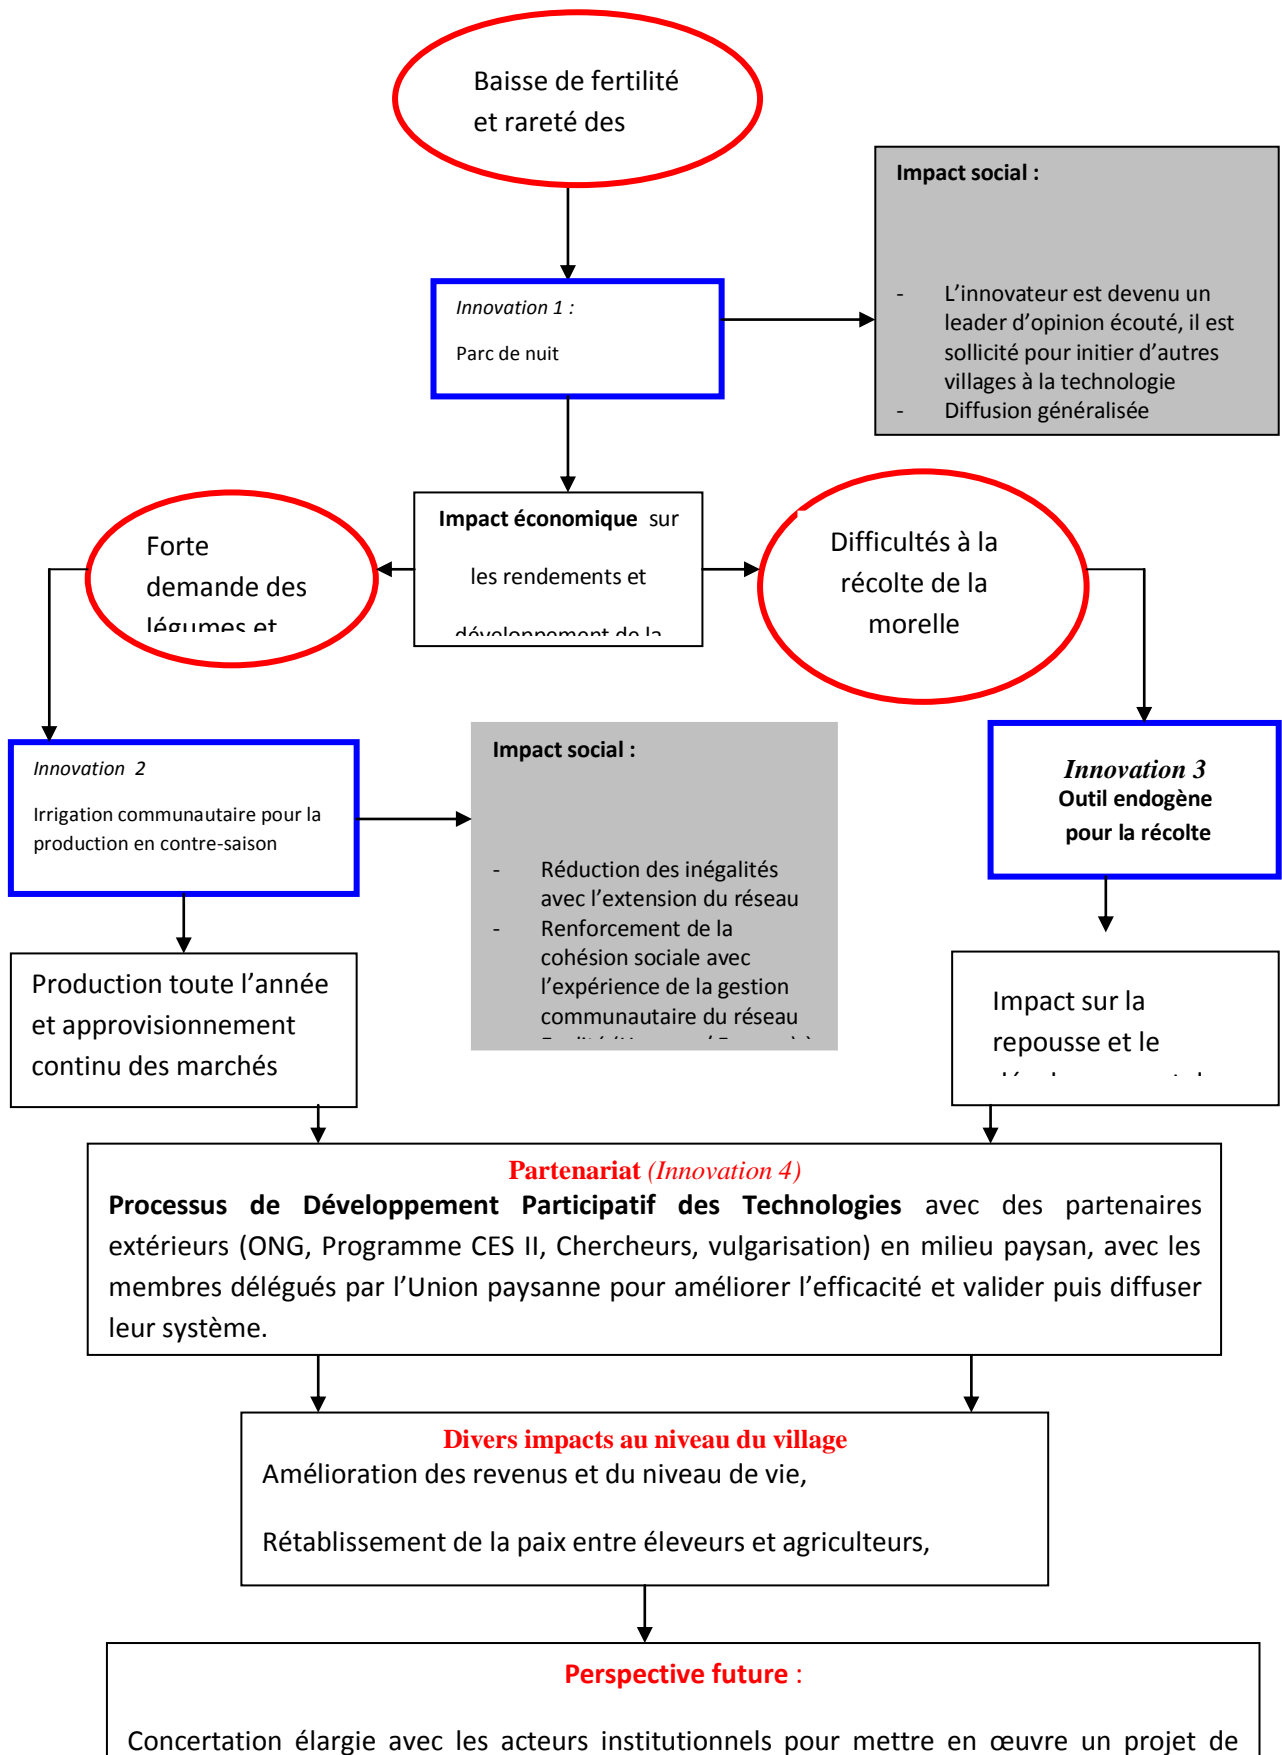 Baisse de fertilité
et rareté des
Impact social :
- L’innovateur est devenu un
leader d’opinion écouté, il est
sollicité pour initier d’autres
villages à la technologie
- Diffusion généralisée
Innovation 1 :
Parc de nuit
Impact économique sur
les rendements et
développement de la
Forte
demande des
légumes et
Difficultés à la
récolte de la
morelle
Innovation 2
Irrigation communautaire pour la
production en contre-saison
Impact social :
- Réduction des inégalités
avec l’extension du réseau
- Renforcement de la
cohésion sociale avec
l’expérience de la gestion
communautaire du réseau
Innovation 3
Outil endogène
pour la récolte
Production toute l’année
et approvisionnement
continu des marchés
Impact sur la
repousse et le
Partenariat (Innovation 4)
Processus de Développement Participatif des Technologies avec des partenaires
extérieurs (ONG, Programme CES II, Chercheurs, vulgarisation) en milieu paysan, avec les
membres délégués par l’Union paysanne pour améliorer l’efficacité et valider puis diffuser
leur système.
Divers impacts au niveau du village
Amélioration des revenus et du niveau de vie,
Rétablissement de la paix entre éleveurs et agriculteurs,
Perspective future :
Concertation élargie avec les acteurs institutionnels pour mettre en œuvre un projet de